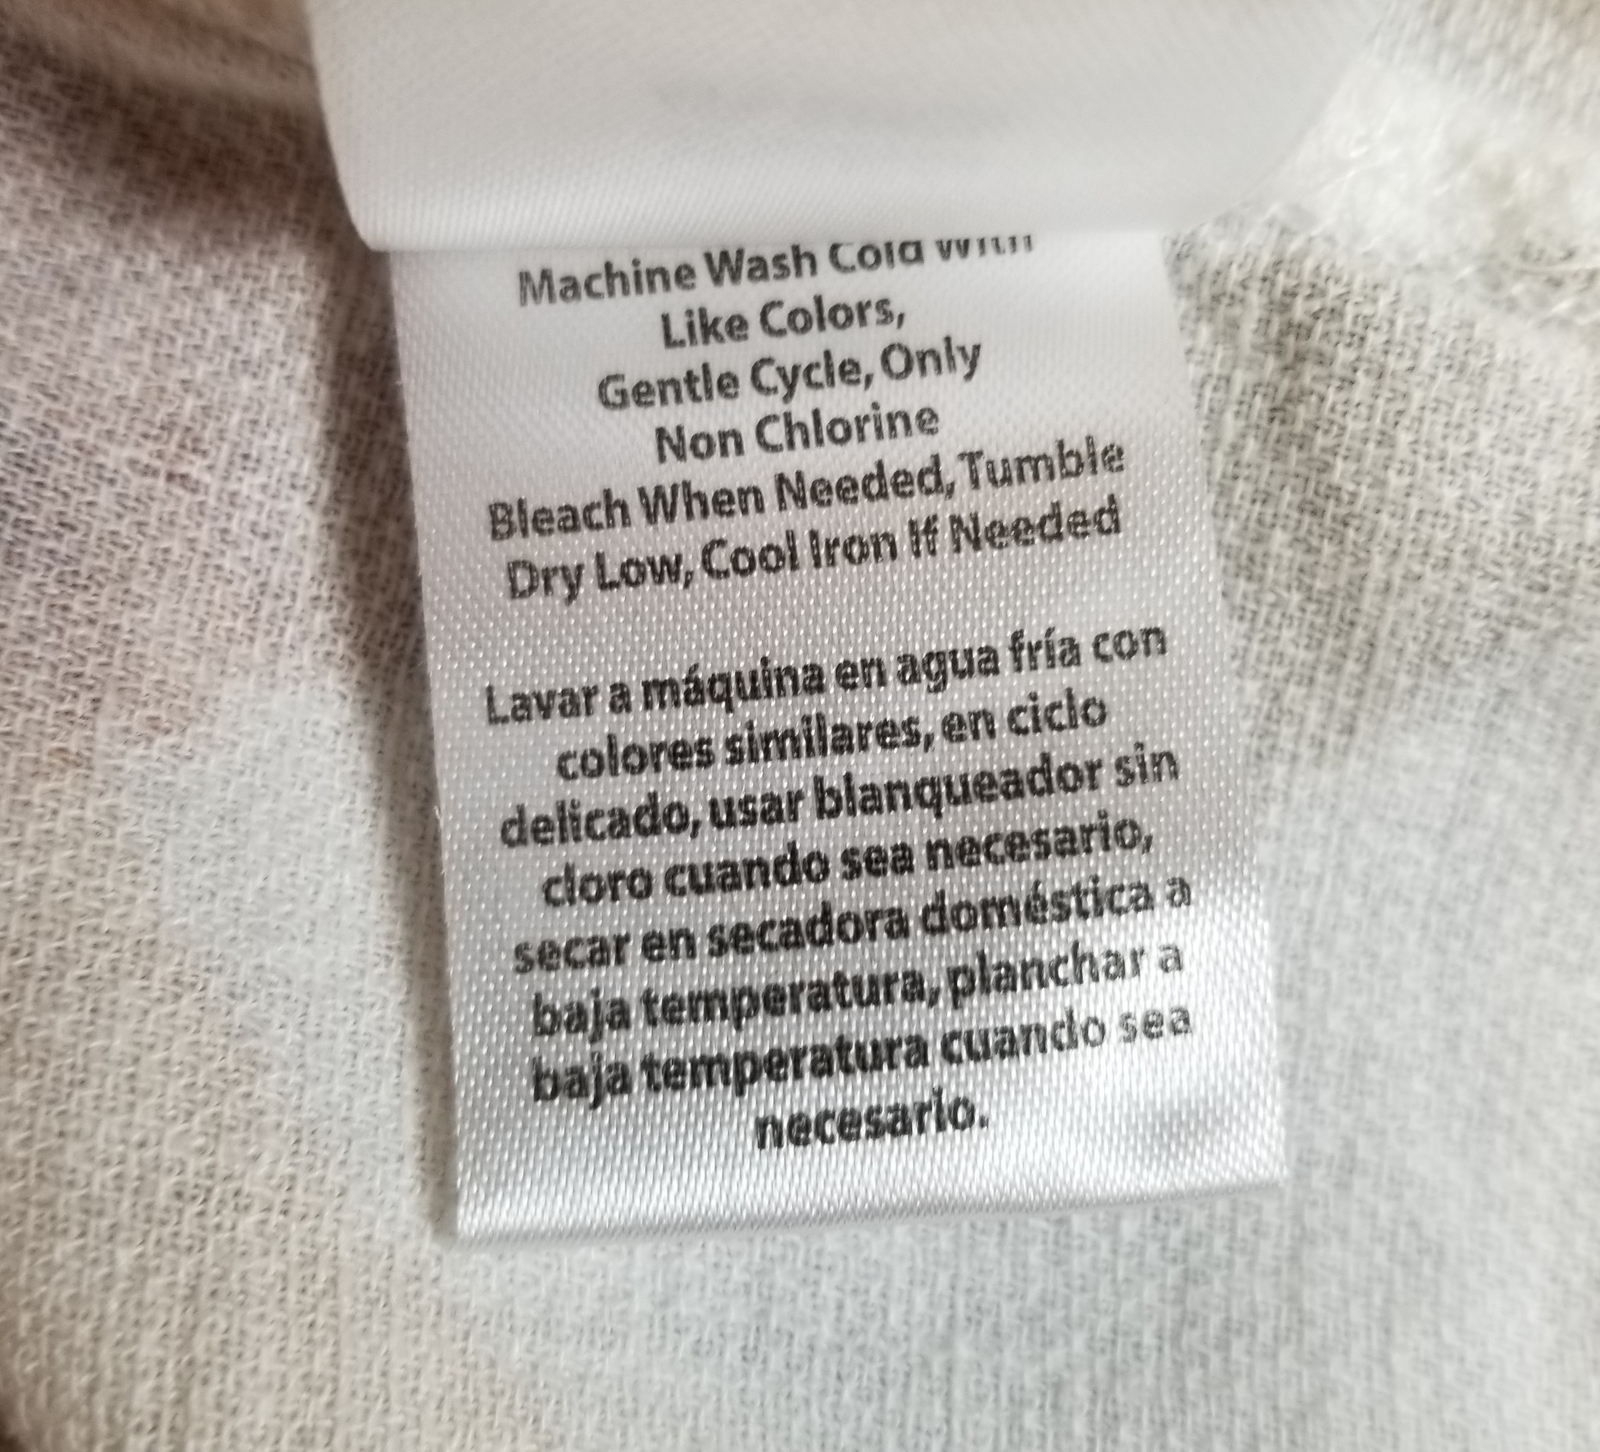 Machine Wash Cold With
Like Colors,
Gentle Cycle, Only
Non Chlorine
Bleach When Needed, Tumble
Dry Low, Cool Iron If Needed
Lavar a máquina en agua fría con
colores similares, en ciclo
delicado, usar blanqueador sin
cloro cuando sea necesario,
secar en secadora doméstica a
baja temperatura, planchar a
baja temperatura cuando sea
necesario.